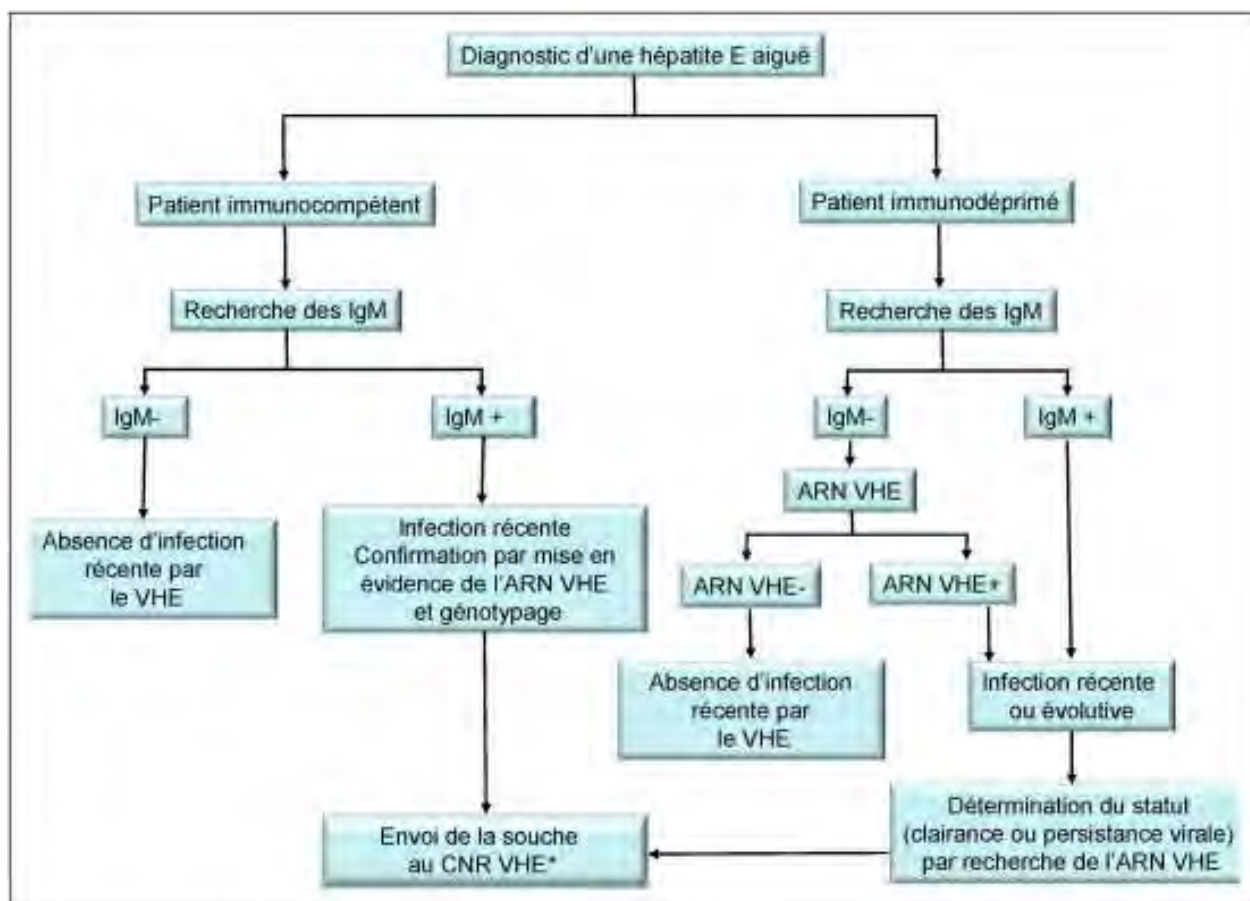 Diagnostic d'une hépatite E aiguë
Patient immunocompétent
Patient immunodéprimé
Recherche des IgM
Recherche des IgM
IgM-
IgM +
IgM-
IgM +
ARN VHE
Absence d'infection
récente par
le VHE
Infection récente
Confirmation par mise en
évidence de l'ARN VHE
et génotypage
ARN VHE-
ARN VHE+
Absence d'infection
récente par
le VHE
Infection récente
ou évolutive
Envoi de la souche
au CNR VHE*
Détermination du statut
(clairance ou persistance virale)
par recherche de l'ARN VHE